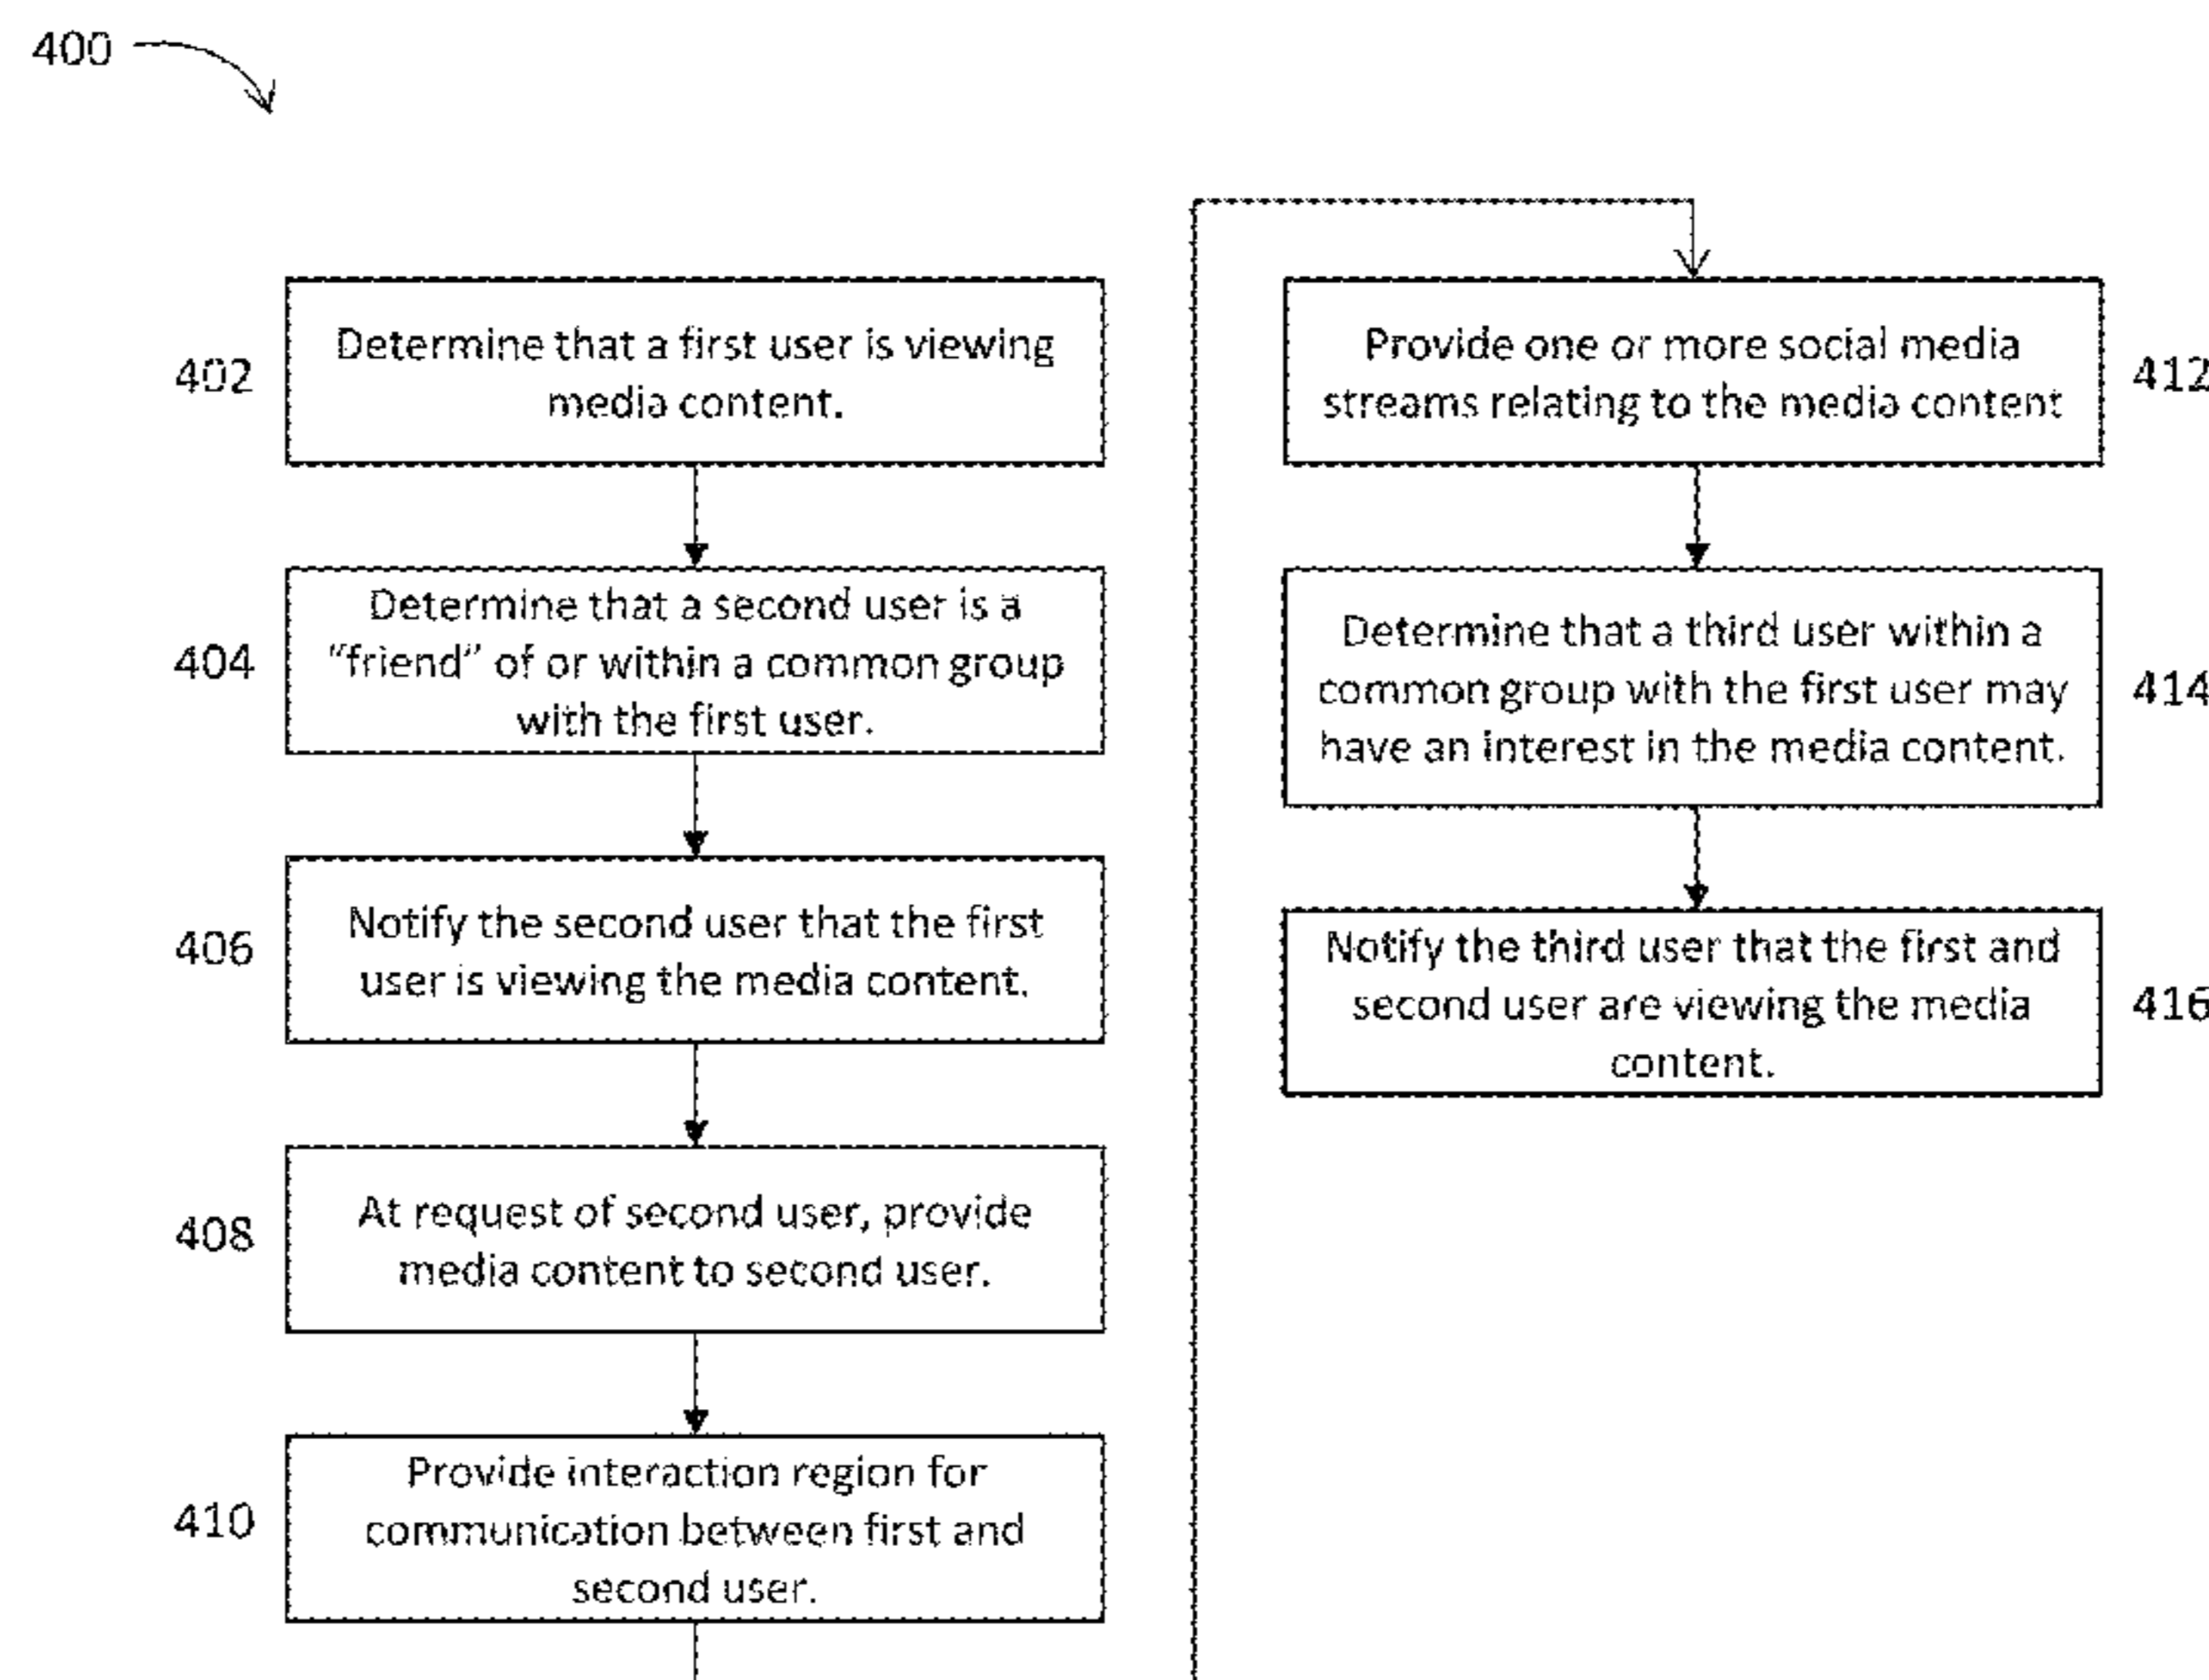 400
402
Determine that a first user is viewing
media content.
404
Determine that a second user is a
“friend” of or within a common group
with the first user.
406
Notify the second user that the first
user is viewing the media content.
408
At request of second user, provide
media content to second user.
410
Provide interaction region for
communication between first and
second user.
Provide one or more social media
streams relating to the media content
412
Determine that a third user within a
common group with the first user may
have an interest in the media content.
414
Notify the third user that the first and
second user are viewing the media
content.
416